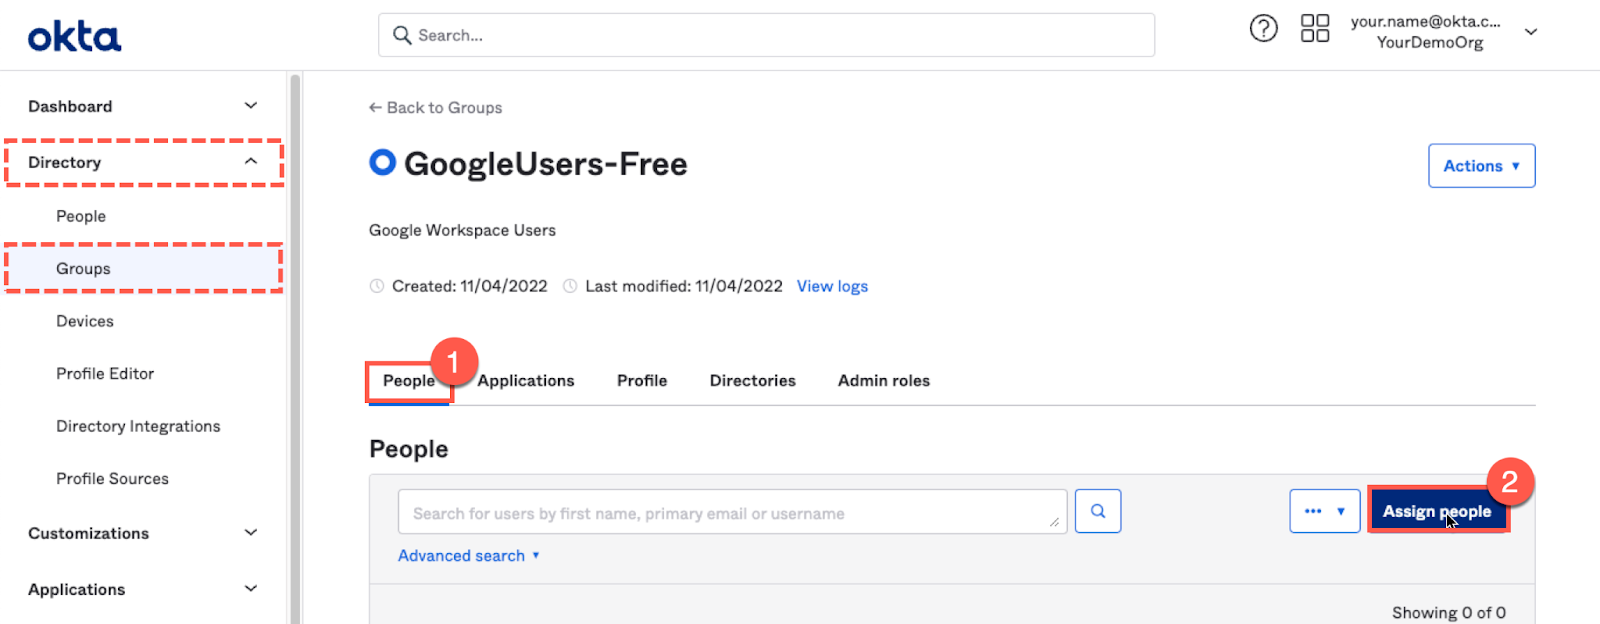 okta
Search...
your.name@okta.c...
YourDemoOrg
Dashboard
Directory
People
Groups
Devices
Profile Editor
Directory Integrations
Profile Sources
Customizations
Applications
← Back to Groups
GoogleUsers-Free
Actions ▼
Google Workspace Users
Created: 11/04/2022 Last modified: 11/04/2022 View logs
1
People Applications Profile Directories Admin roles
People
2
Search for users by first name, primary email or username
••• ▼ Assign people
Advanced search ▼
Showing 0 of 0